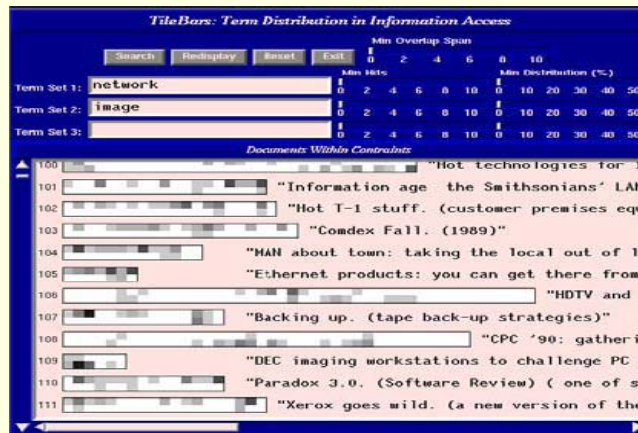 TileBars: Term Distribution in Information Access
Min Overlap Span
Search Redisplay Reset Exit
0 2 4 6 8 10
Min Hits Min Distribution (%)
Term Set 1: network 0 2 4 6 8 10 0 10 20 30 40 50
Term Set 2: image 0 2 4 6 8 10 0 10 20 30 40 50
Term Set 3: 0 2 4 6 8 10 0 10 20 30 40 50
Documents Within Contraints
100 "Hot technologies for
101 "Information age the Smithsonians' LA
102 "Hot T-1 stuff. (customer premises equ
103 "Comdex Fall. (1989)"
104 "MAN about town: taking the local out of l
105 "Ethernet products: you can get there from
106 "HDTV and
107 "Backing up. (tape back-up strategies)"
108 "CPC '90: gatheri
109 "DEC imaging workstations to challenge PC
110 "Paradox 3.0. (Software Review) ( one of s
111 "Xerox goes wild. (a new version of the